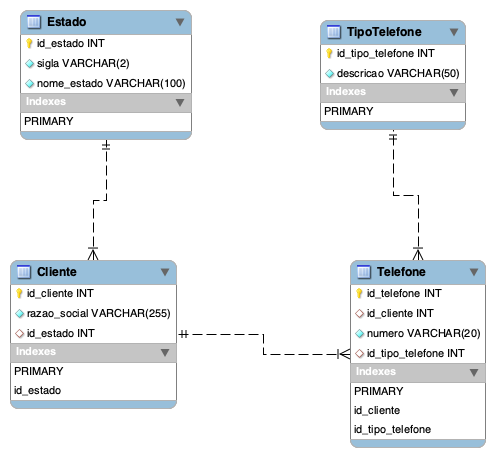 Estado
id_estado INT
sigla VARCHAR(2)
nome_estado VARCHAR(100)
Indexes
PRIMARY
TipoTelefone
id_tipo_telefone INT
descricao VARCHAR(50)
Indexes
PRIMARY
Cliente
id_cliente INT
razao_social VARCHAR(255)
id_estado INT
Indexes
PRIMARY
id_estado
Telefone
id_telefone INT
id_cliente INT
numero VARCHAR(20)
id_tipo_telefone INT
Indexes
PRIMARY
id_cliente
id_tipo_telefone